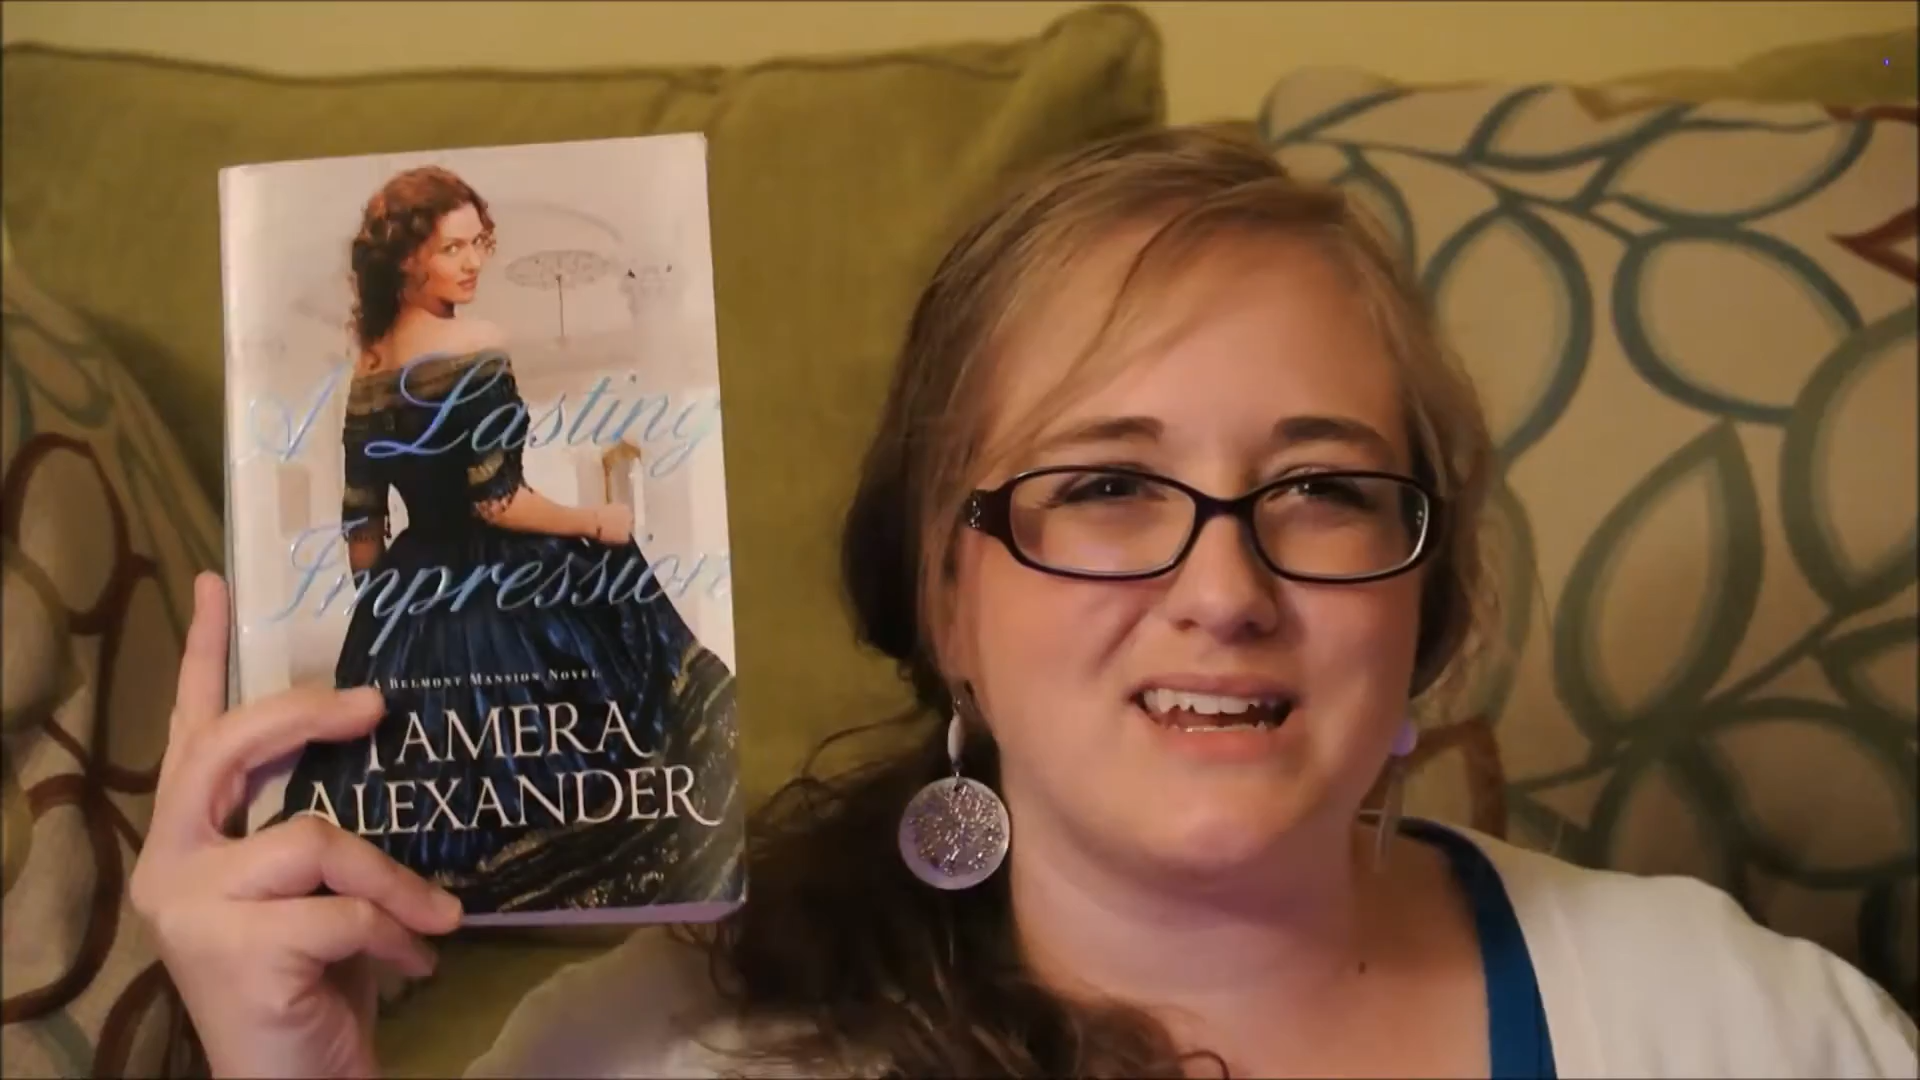 A Lasting
Impression
A BELMONT MANSION NOVEL
TAMERA
ALEXANDER